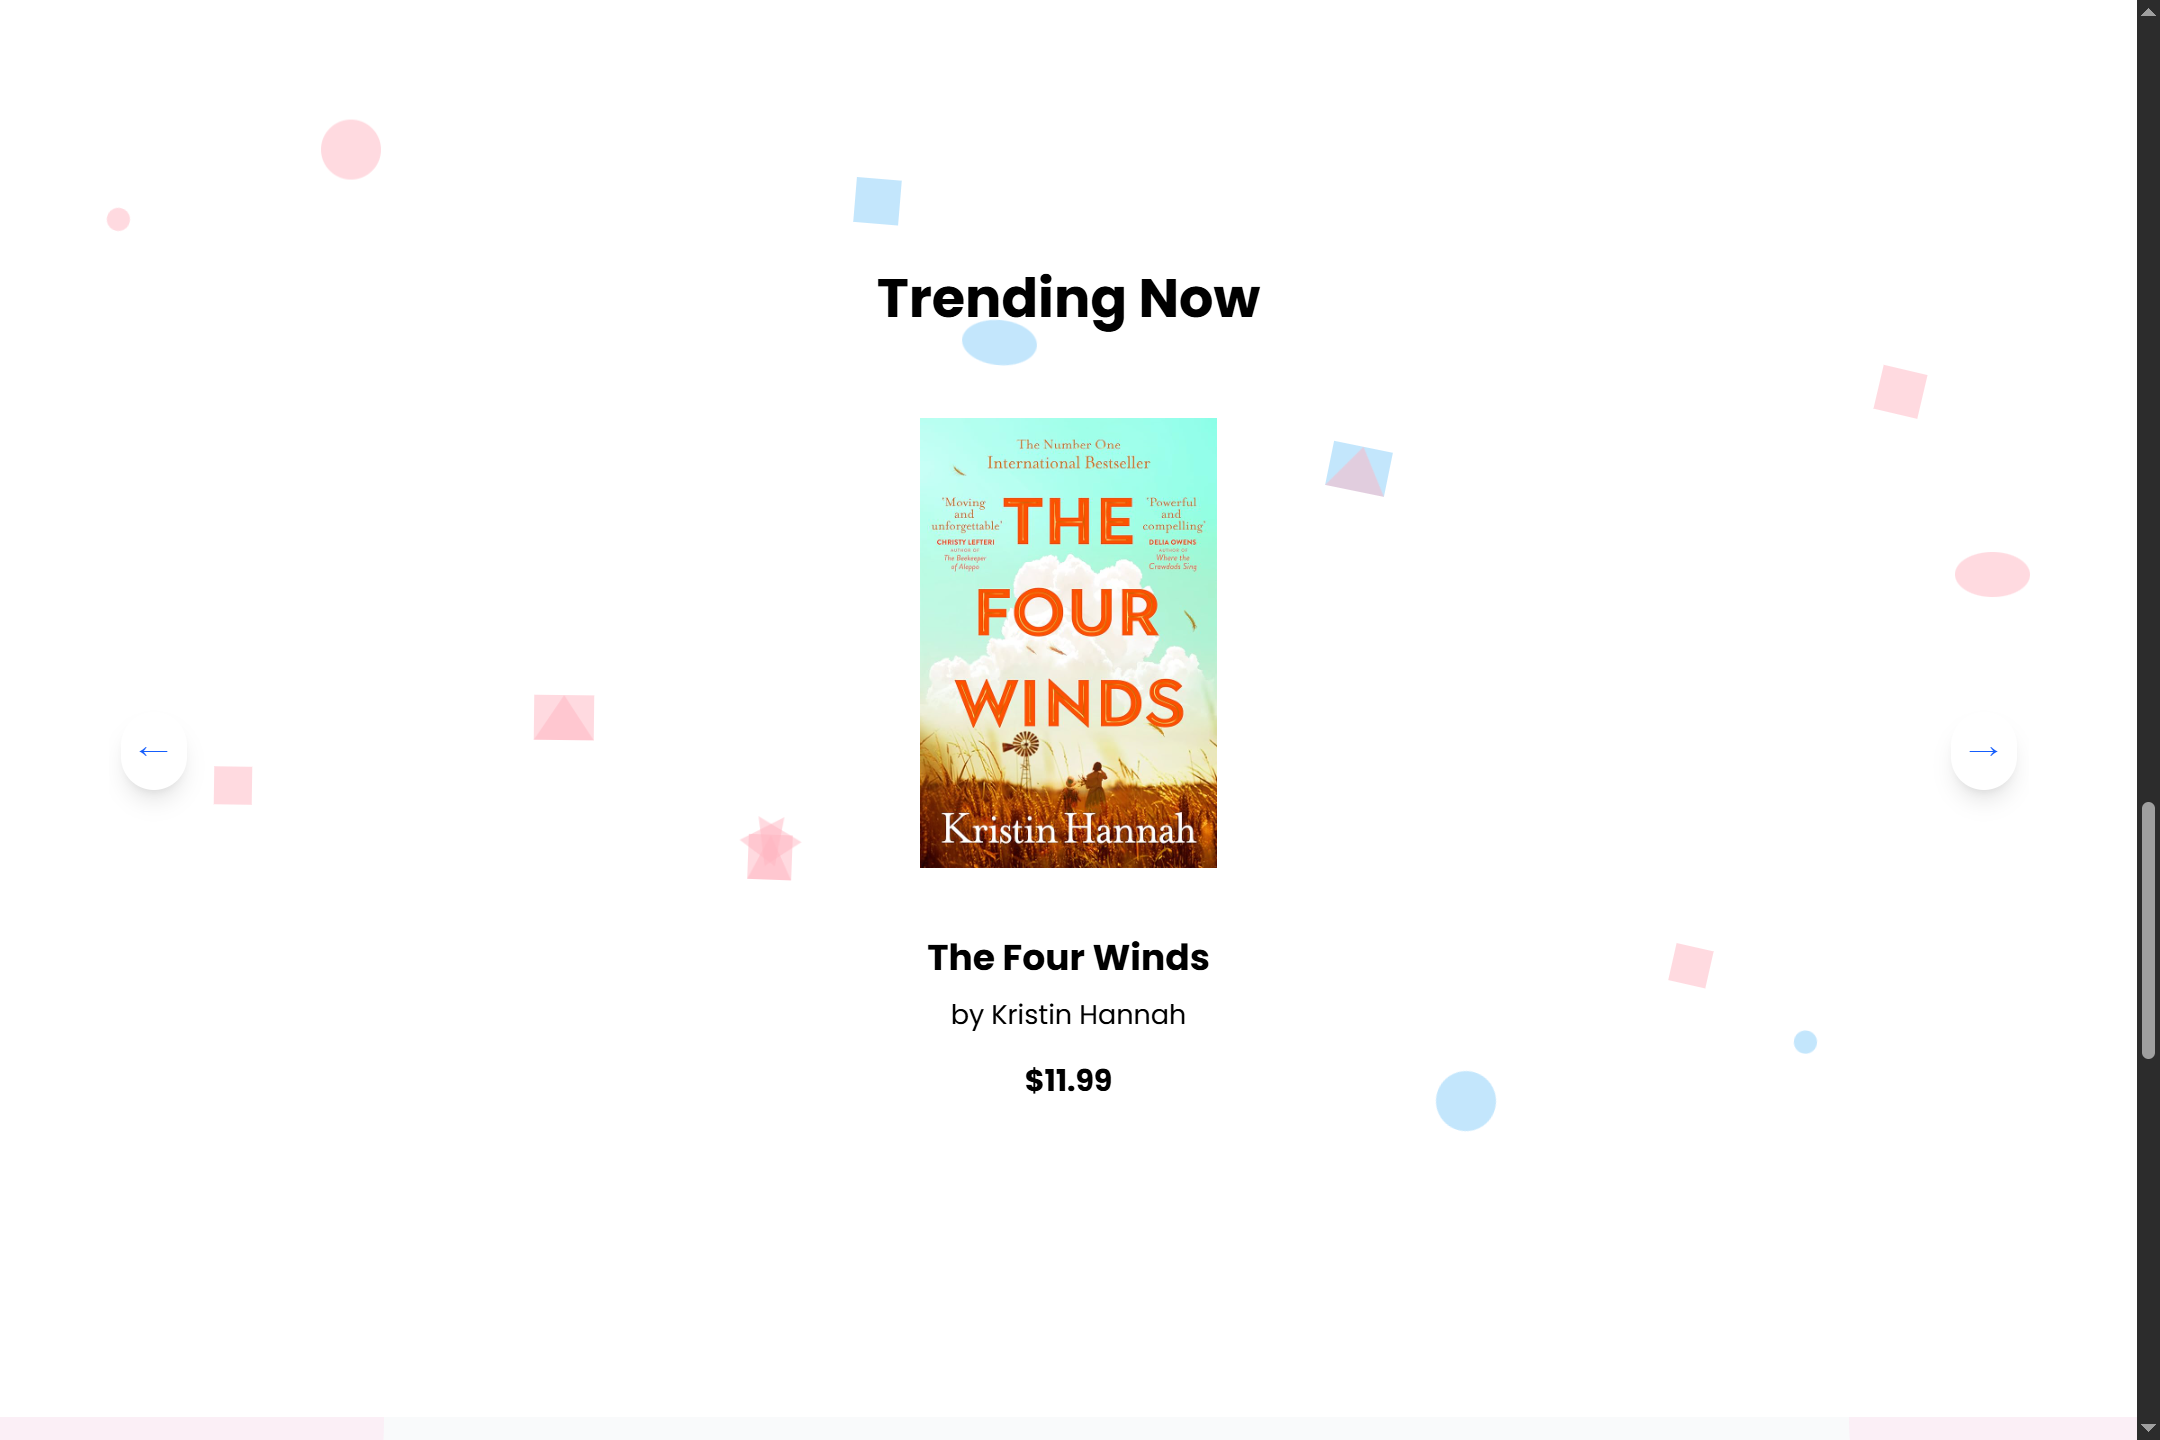 Trending Now
The Number One
International Bestseller
'Moving
and
unforgettable'
CHRISTY LEFTERI
AUTHOR OF
The Beekeeper
of Aleppo
THE
'Powerful
and
compelling'
DELIA OWENS
AUTHOR OF
Where the
Crawdads Sing
FOUR
WINDS
Kristin Hannah
←
→
The Four Winds
by Kristin Hannah
$11.99